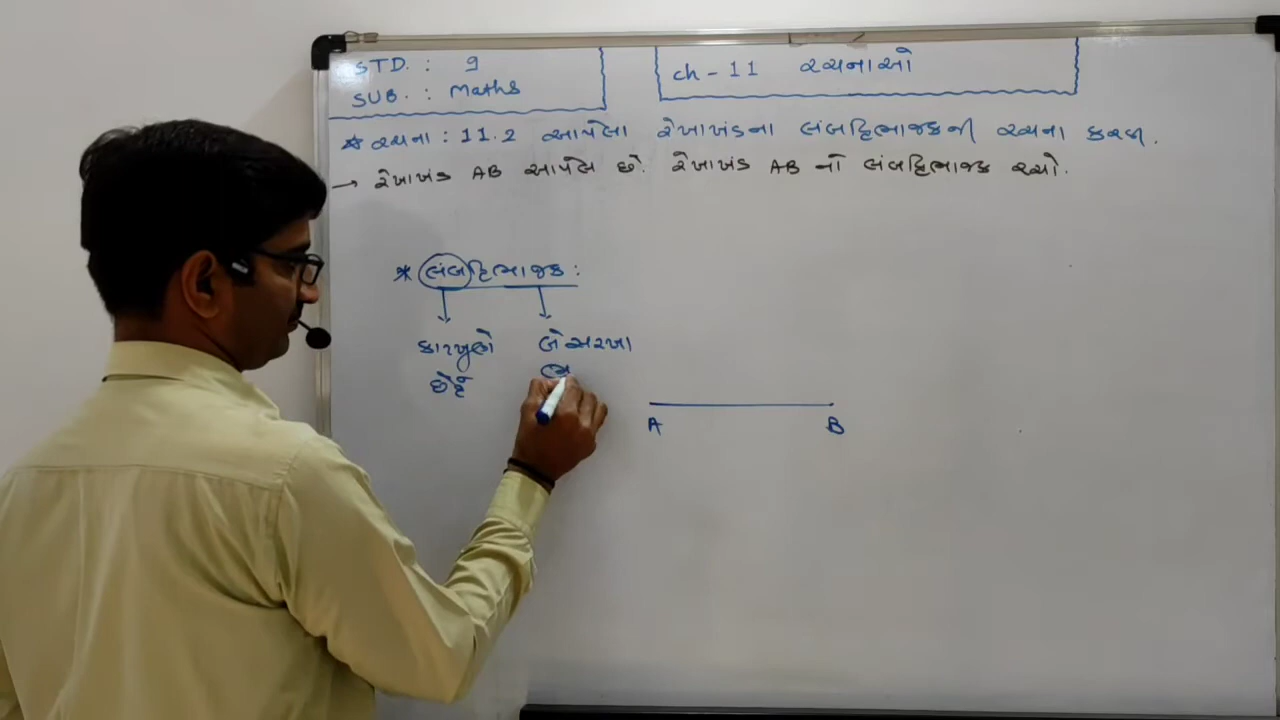 STD. : 9
SUB. : Maths
ch - 11 રચનાઓ
* રચના : 11.2 આપેલા રેખાખંડના લંબદ્વિભાજકની રચના કરવી.
→ રેખાખંડ AB આપેલ છે. રેખાખંડ AB નો લંબદ્વિભાજક રચો.
* લંબદ્વિભાજક :
કાટખૂણો બે સરખા
છેદે ભા
A B